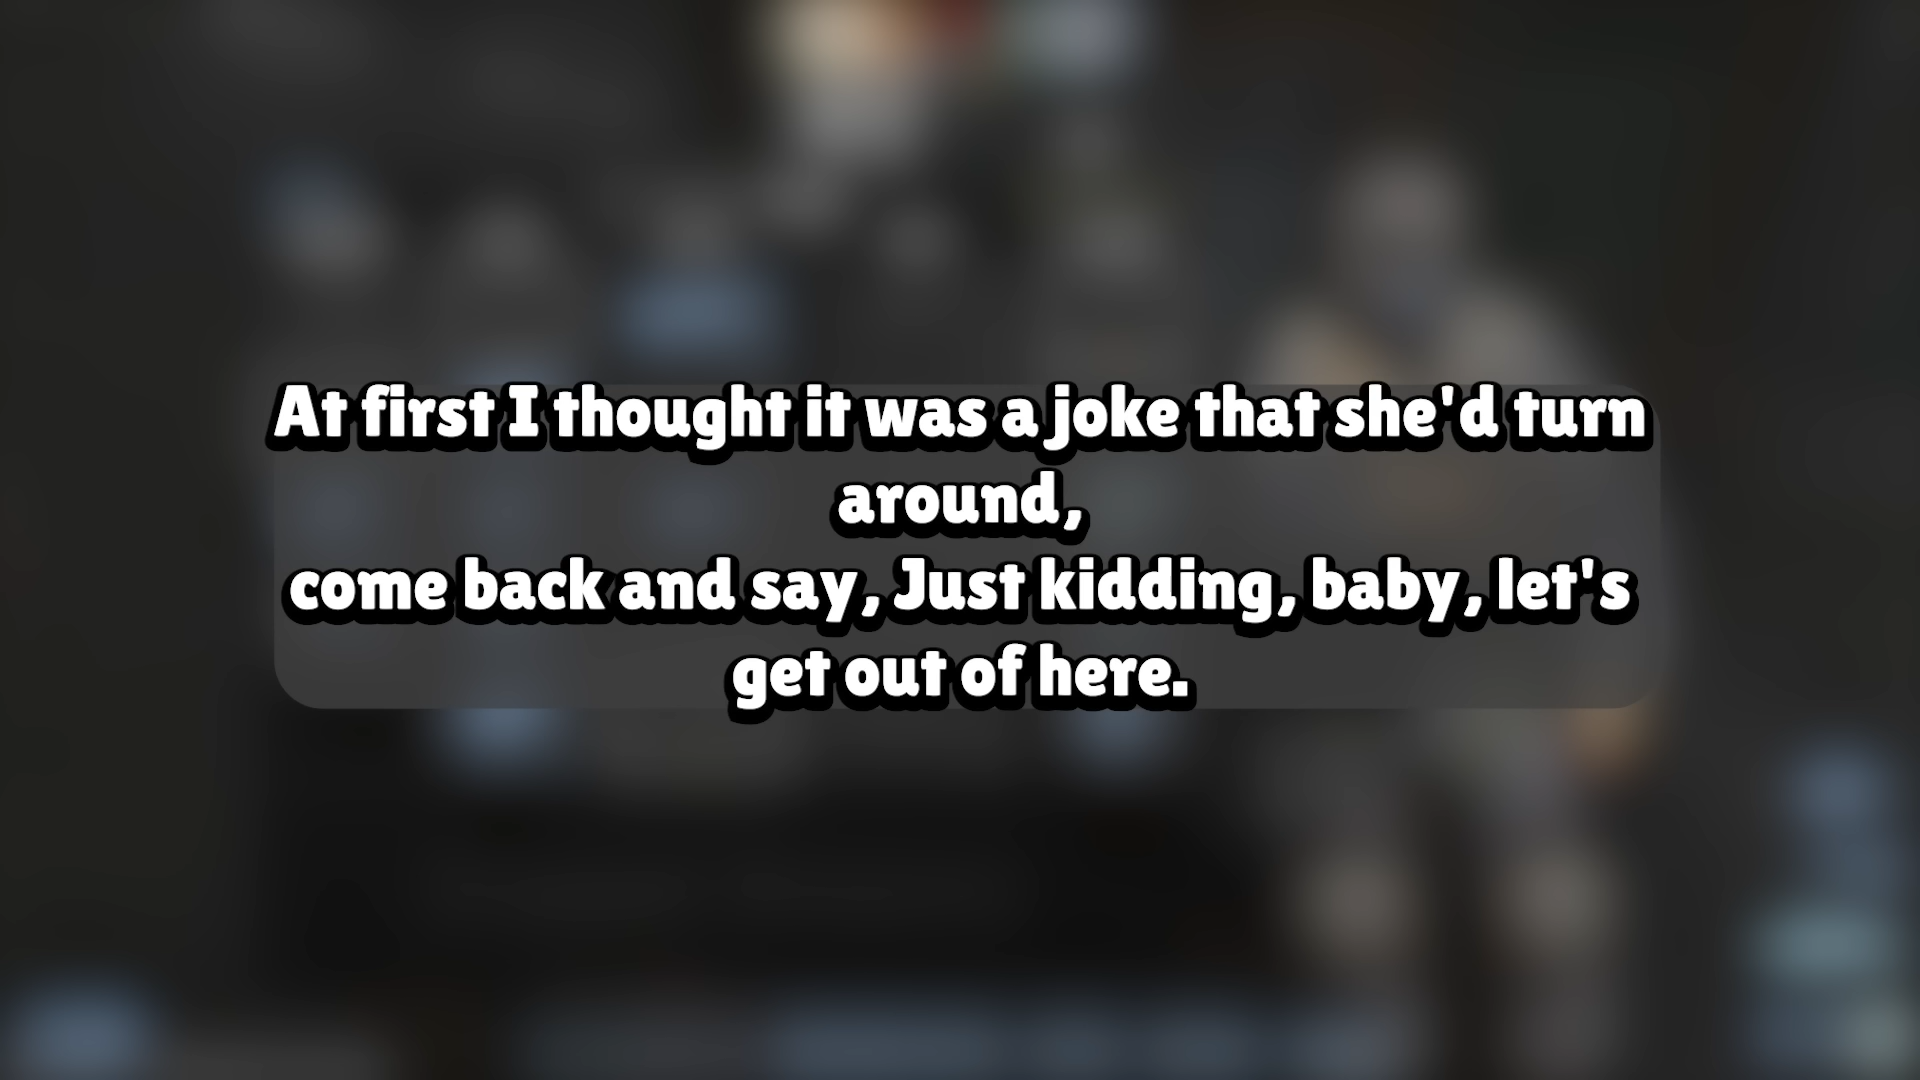 At first I thought it was a joke that she'd turn
around,
come back and say, Just kidding, baby, let's
get out of here.